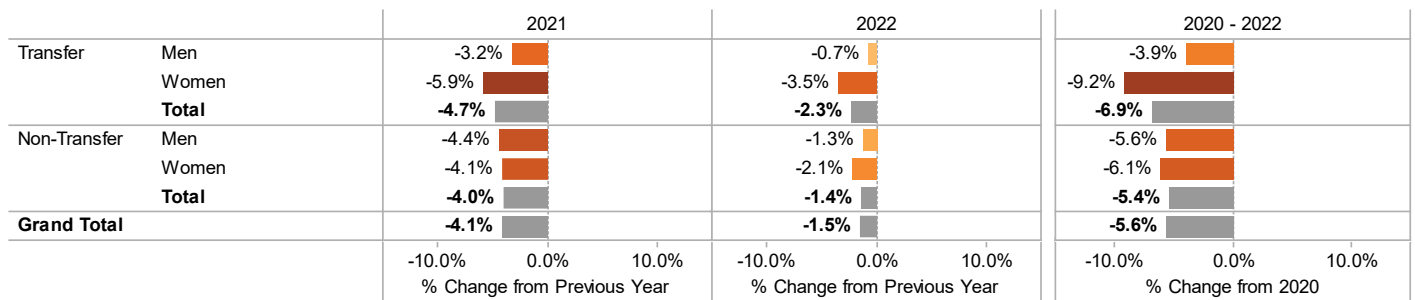 2021 2022 2020 - 2022
Transfer Men -3.2% -0.7% -3.9%
Women -5.9% -3.5% -9.2%
Total -4.7% -2.3% -6.9%
Non-Transfer Men -4.4% -1.3% -5.6%
Women -4.1% -2.1% -6.1%
Total -4.0% -1.4% -5.4%
Grand Total -4.1% -1.5% -5.6%
-10.0% 0.0% 10.0% -10.0% 0.0% 10.0% -10.0% 0.0% 10.0%
% Change from Previous Year % Change from Previous Year % Change from 2020